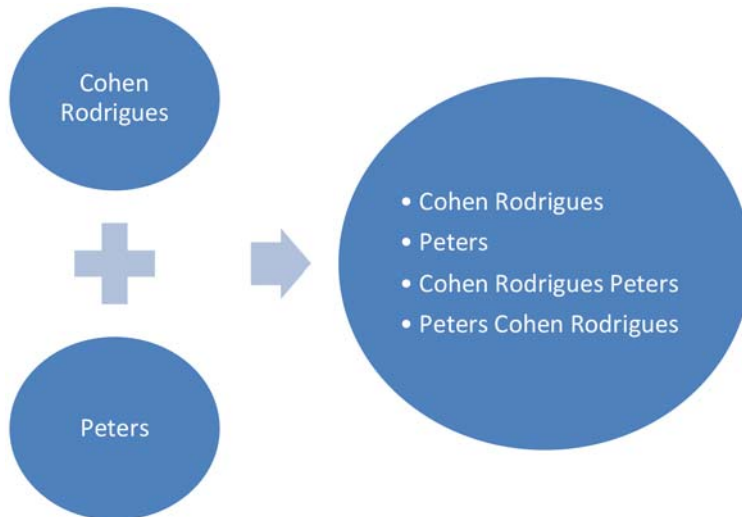 Cohen
Rodrigues
Peters
• Cohen Rodrigues
• Peters
• Cohen Rodrigues Peters
• Peters Cohen Rodrigues